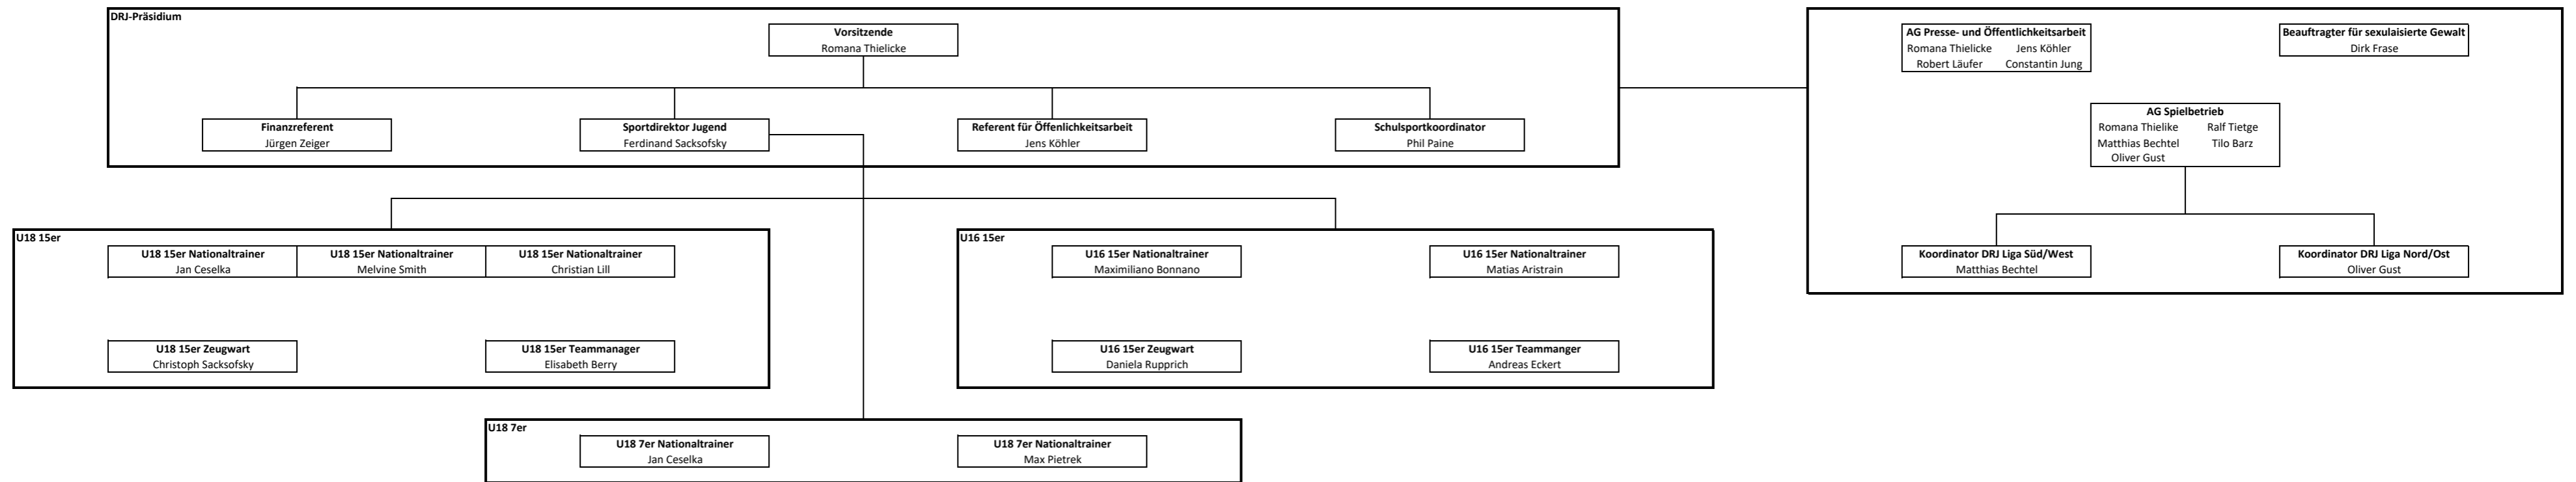 DRJ-Präsidium
Vorsitzende
Romana Thielicke
Finanzreferent
Jürgen Zeiger
Sportdirektor Jugend
Ferdinand Sacksofsky
Referent für Öffenlichkeitsarbeit
Jens Köhler
Schulsportkoordinator
Phil Paine
AG Presse- und Öffentlichkeitsarbeit
Romana Thielicke Jens Köhler
Robert Läufer Constantin Jung
Beauftragter für sexulaisierte Gewalt
Dirk Frase
AG Spielbetrieb
Romana Thielike Ralf Tietge
Matthias Bechtel Tilo Barz
Oliver Gust
Koordinator DRJ Liga Süd/West
Matthias Bechtel
Koordinator DRJ Liga Nord/Ost
Oliver Gust
U18 15er
U18 15er Nationaltrainer
Jan Ceselka
U18 15er Nationaltrainer
Melvine Smith
U18 15er Nationaltrainer
Christian Lill
U18 15er Zeugwart
Christoph Sacksofsky
U18 15er Teammanager
Elisabeth Berry
U16 15er
U16 15er Nationaltrainer
Maximiliano Bonnano
U16 15er Nationaltrainer
Matias Aristrain
U16 15er Zeugwart
Daniela Rupprich
U16 15er Teammanger
Andreas Eckert
U18 7er
U18 7er Nationaltrainer
Jan Ceselka
U18 7er Nationaltrainer
Max Pietrek